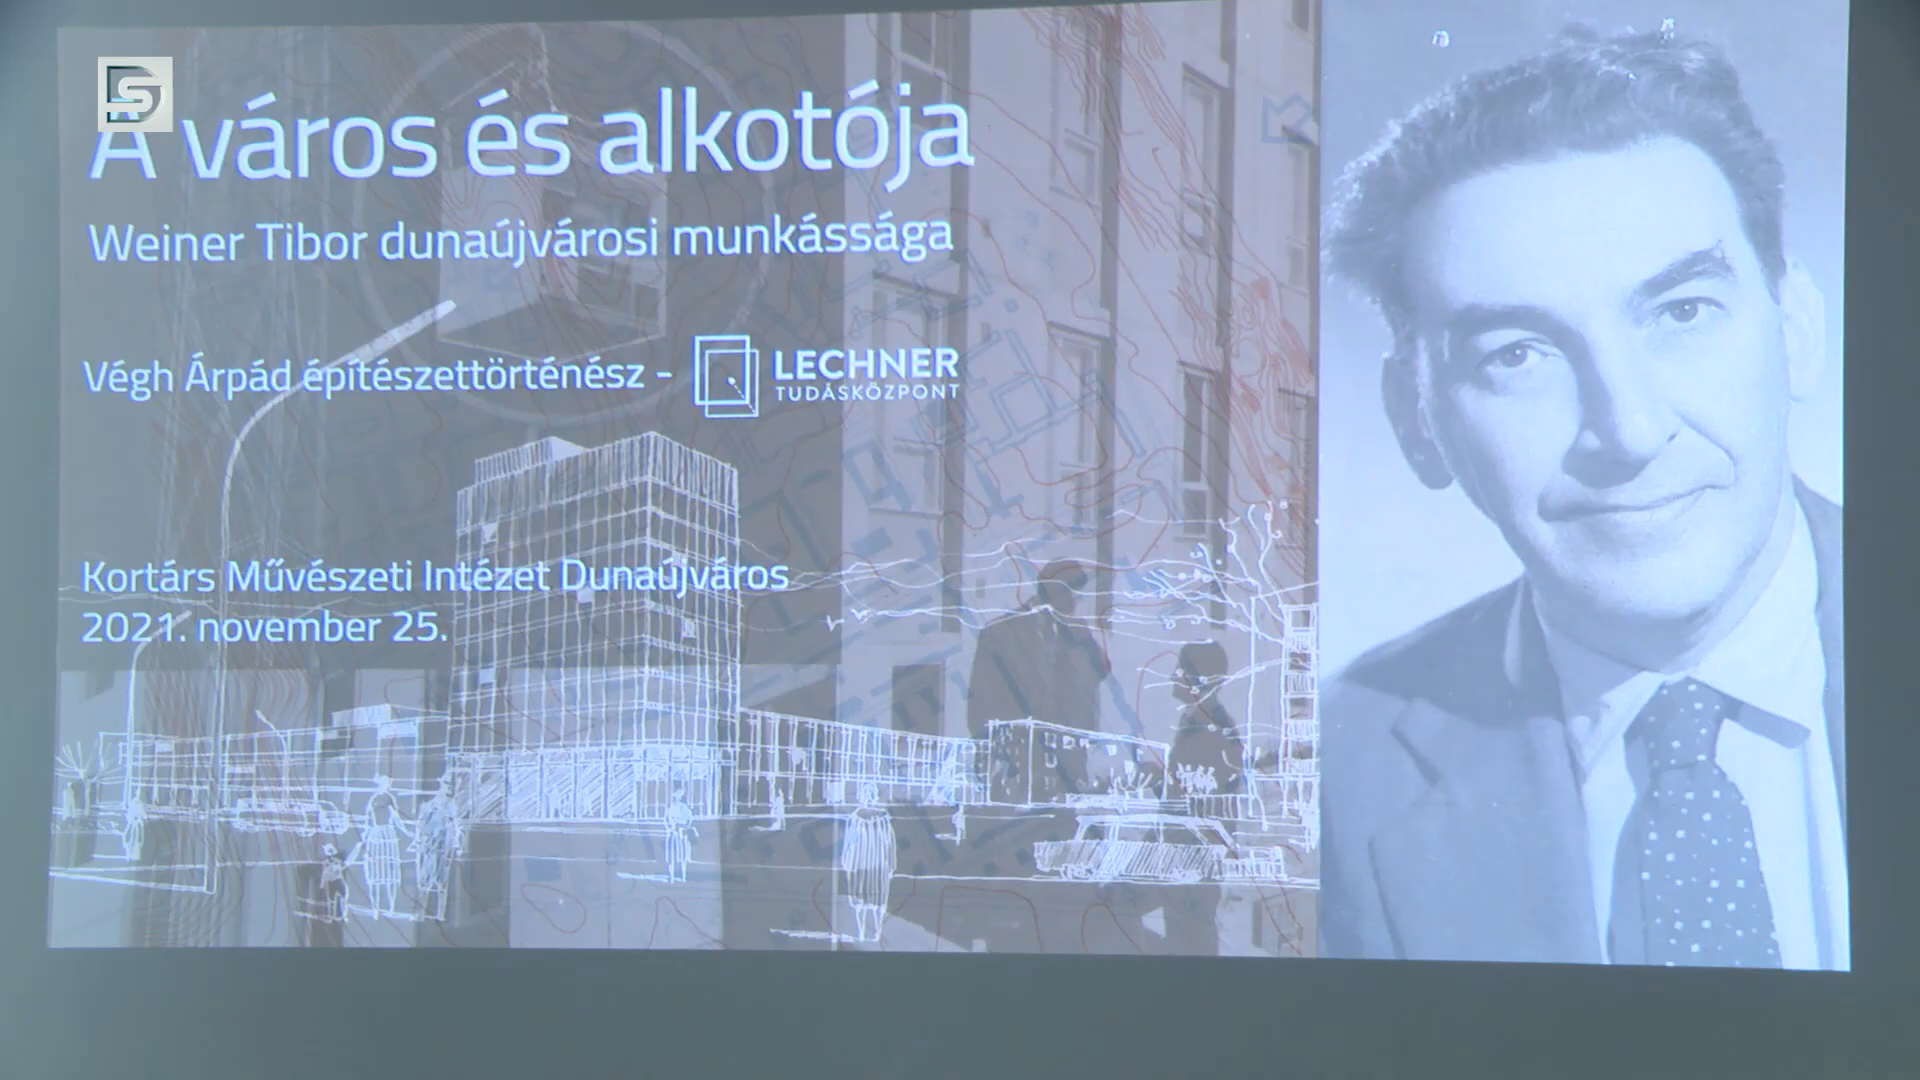 A város és alkotója
Weiner Tibor dunaújvárosi munkássága
Végh Árpád építészettörténész - LECHNER
TUDÁSKÖZPONT
Kortárs Művészeti Intézet Dunaújváros
2021. november 25.